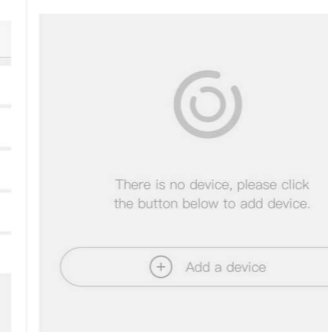 There is no device, please click
the button below to add device.
Add a device